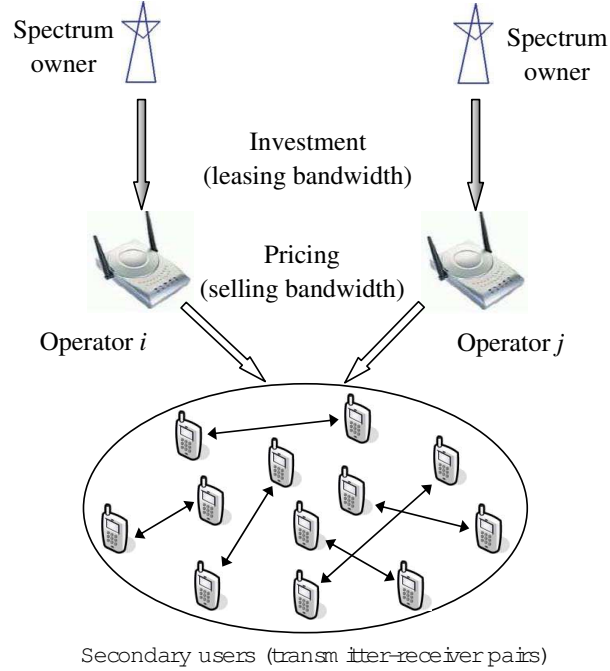 Spectrum
owner
Spectrum
owner
Investment
(leasing bandwidth)
Pricing
(selling bandwidth)
Operator i
Operator j
Secondary users (transmitter-receiver pairs)